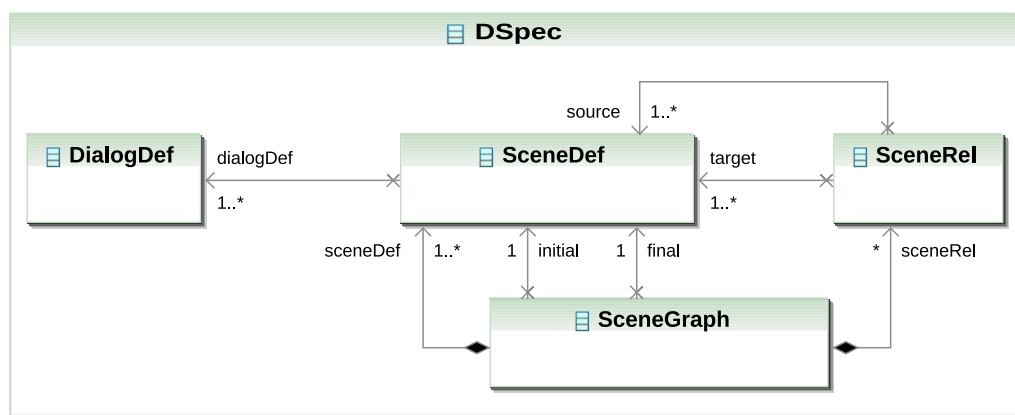 DSpec
source 1..*
DialogDef
dialogDef
SceneDef
target
SceneRel
1..*
1..*
sceneDef 1..*
1 initial
1 final
* sceneRel
SceneGraph